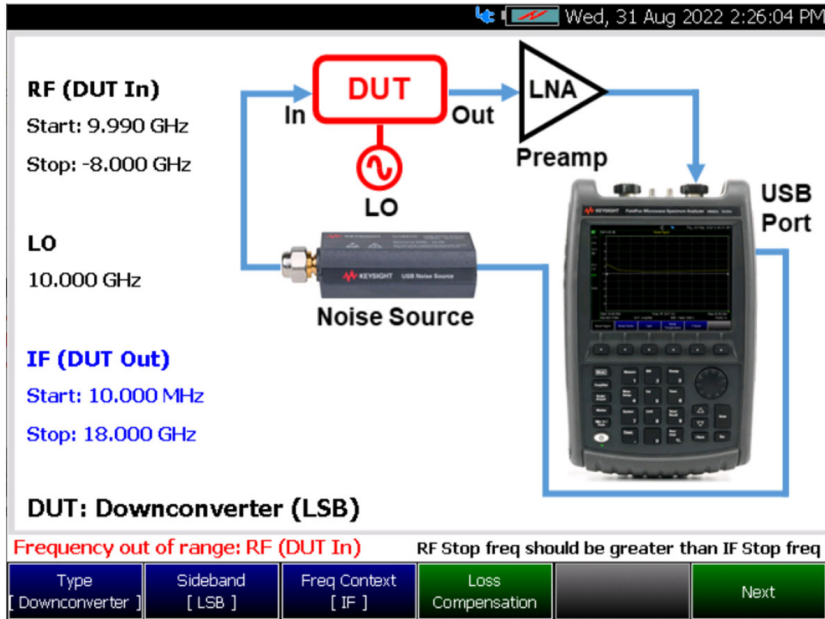 Wed, 31 Aug 2022 2:26:04 PM
RF (DUT In)
Start: 9.990 GHz
Stop: -8.000 GHz
LO
10.000 GHz
IF (DUT Out)
Start: 10.000 MHz
Stop: 18.000 GHz
DUT: Downconverter (LSB)
DUT
In
Out
LNA
Preamp
LO
KEYSIGHT
KEYSIGHT USB Noise Source
Noise Source
USB
Port
KEYSIGHT
Frequency out of range: RF (DUT In)
RF Stop freq should be greater than IF Stop freq
Type
[ Downconverter ]
Sideband
[ LSB ]
Freq Context
[ IF ]
Loss
Compensation
Next